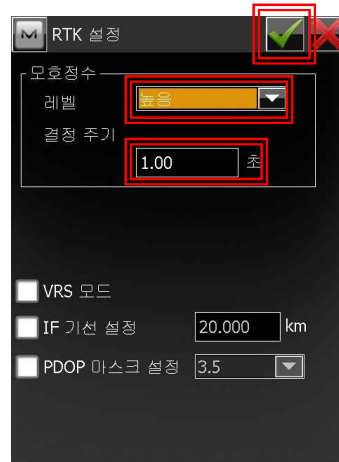 RTK 설정
모호정수
레벨
높음
결정 주기
1.00 초
VRS 모드
IF 기선 설정 20.000 km
PDOP 마스크 설정 3.5